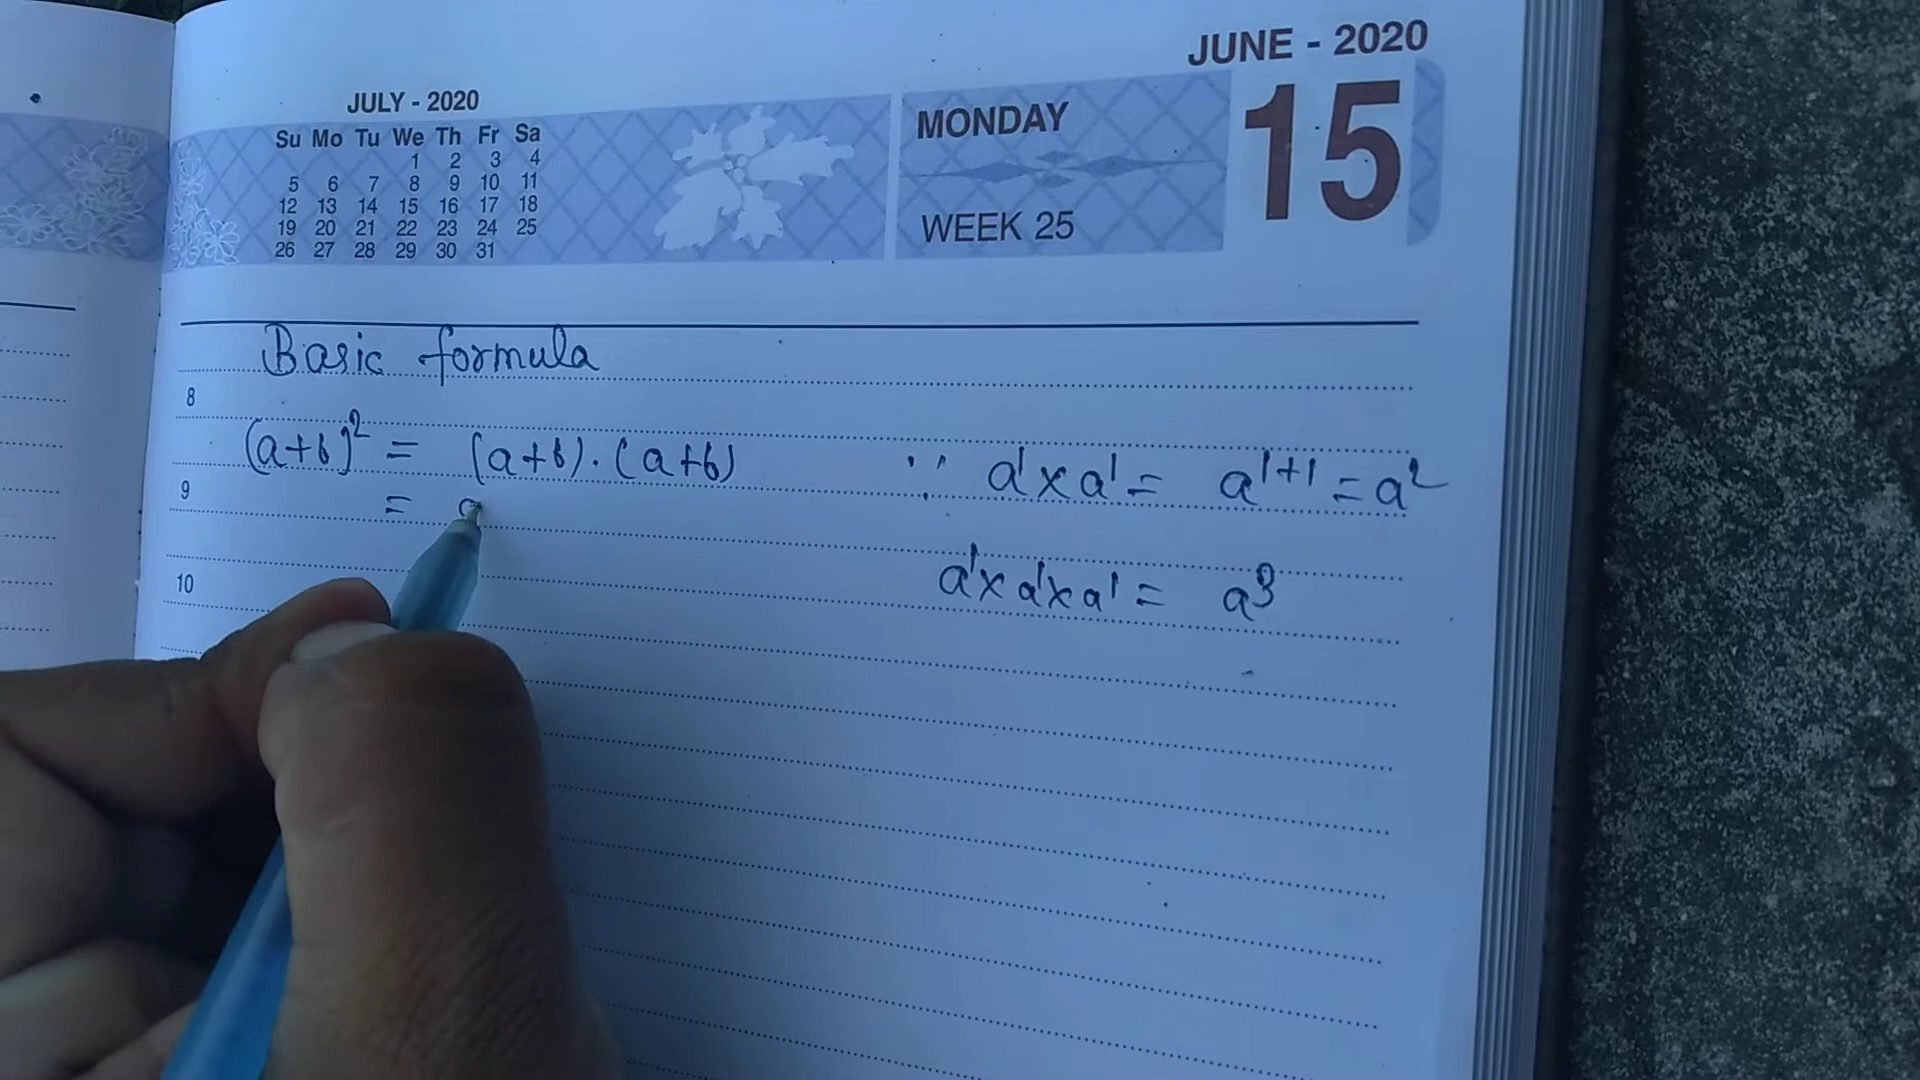 JUNE - 2020
JULY - 2020
Su Mo Tu We Th Fr Sa
1 2 3 4
5 6 7 8 9 10 11
12 13 14 15 16 17 18
19 20 21 22 23 24 25
26 27 28 29 30 31
MONDAY
WEEK 25
15
Basic formula
8
(a+b)² = (a+b).(a+b)
∵ a¹×a¹= a¹⁺¹=a²
9
= a
10
a¹×a¹×a¹= a³